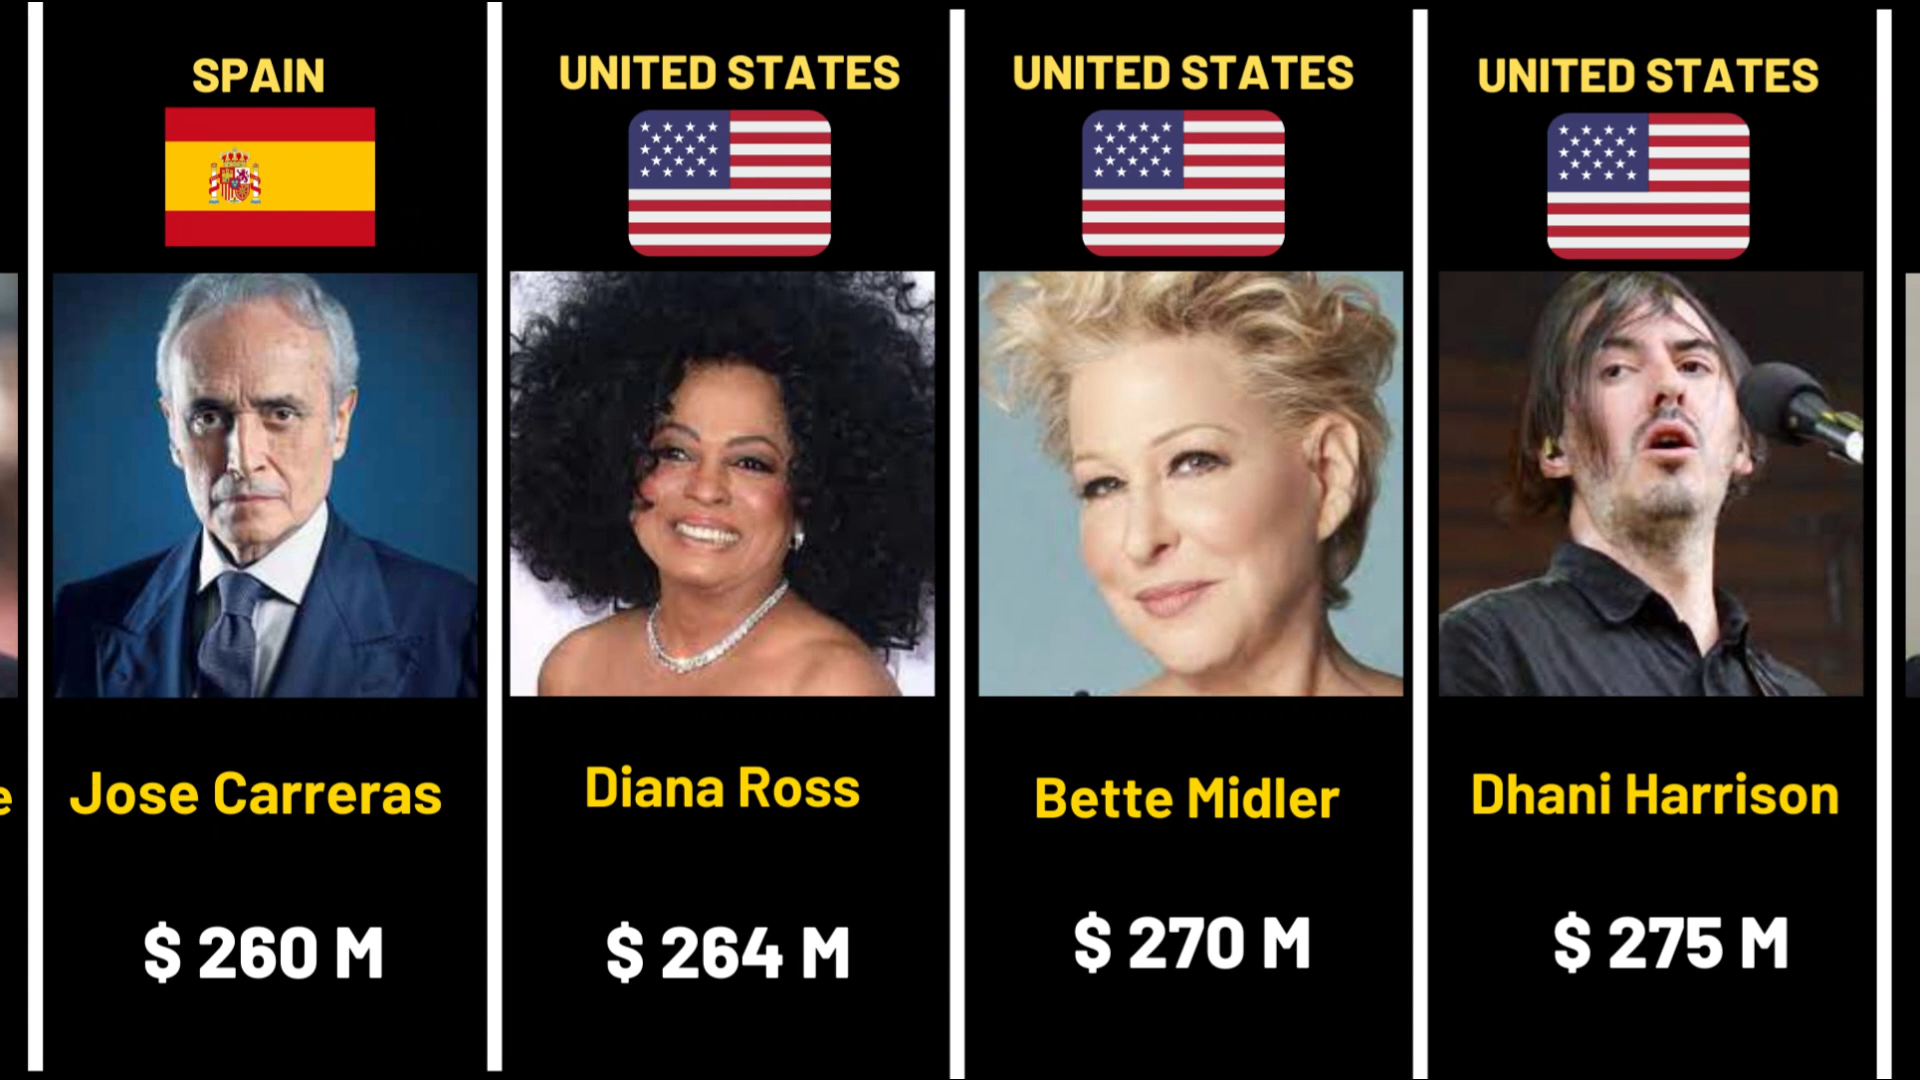 SPAIN
UNITED STATES
UNITED STATES
UNITED STATES
e
Jose Carreras
Diana Ross
Bette Midler
Dhani Harrison
$ 260 M
$ 264 M
$ 270 M
$ 275 M